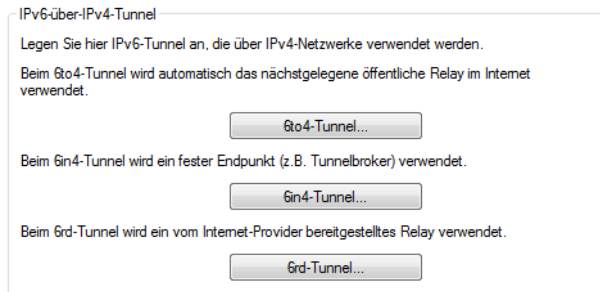 IPv6-über-IPv4-Tunnel
Legen Sie hier IPv6-Tunnel an, die über IPv4-Netzwerke verwendet werden.
Beim 6to4-Tunnel wird automatisch das nächstgelegene öffentliche Relay im Internet
verwendet.
6to4-Tunnel...
Beim 6in4-Tunnel wird ein fester Endpunkt (z.B. Tunnelbroker) verwendet.
6in4-Tunnel...
Beim 6rd-Tunnel wird ein vom Internet-Provider bereitgestelltes Relay verwendet.
6rd-Tunnel...